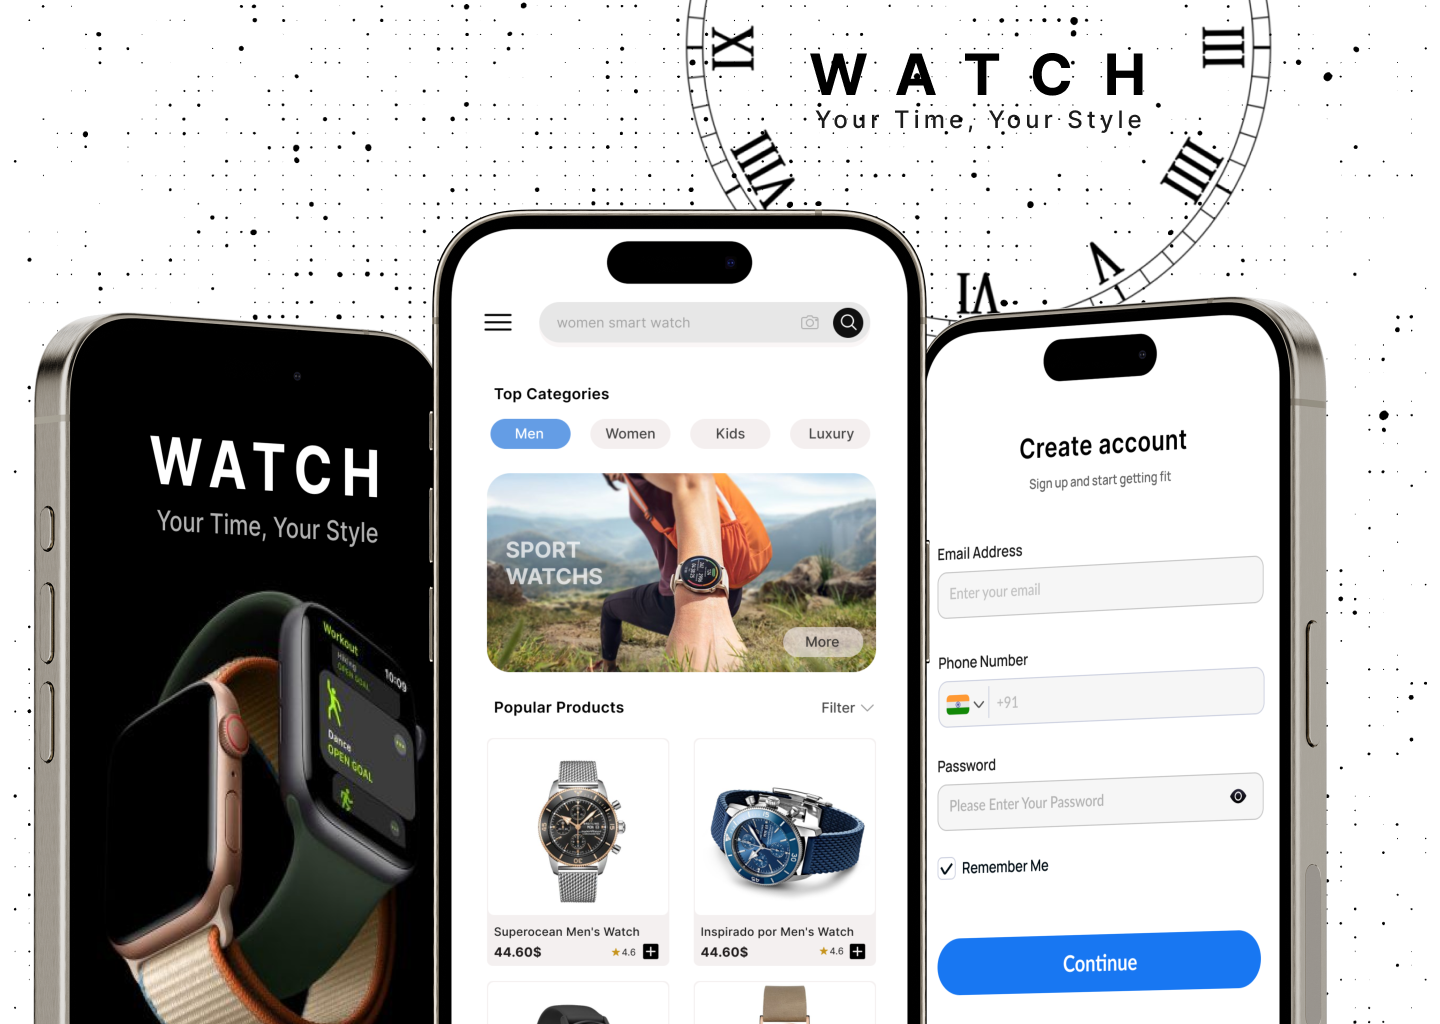 IX
III
WATCH
Your Time, Your Style
VIII
IIII
VI
V
WATCH
Your Time, Your Style
Workout
Hiking
OPEN GOAL
10:09
Dance
OPEN GOAL
women smart watch
Top Categories
Men
Women
Kids
Luxury
SPORT
WATCHS
More
Popular Products
Filter
Superocean Men's Watch
44.60$
4.6
Inspirado por Men's Watch
44.60$
4.6
Create account
Sign up and start getting fit
Email Address
Enter your email
Phone Number
+91
Password
Please Enter Your Password
Remember Me
Continue